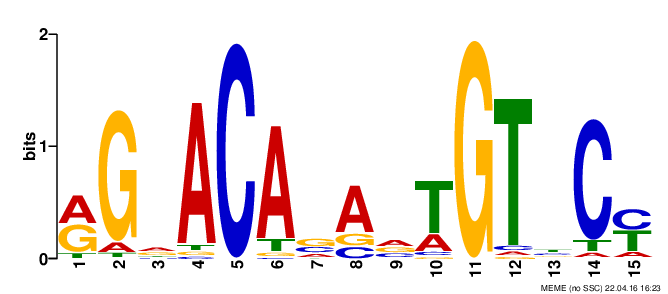 2
bits
1
0
1 2 3 4 5 6 7 8 9 10 11 12 13 14 15
A G A C A G A A T G T C C
G A T T G G G A C T T
T T A C C A A
MEME (no SSC) 22.04.16 16:23